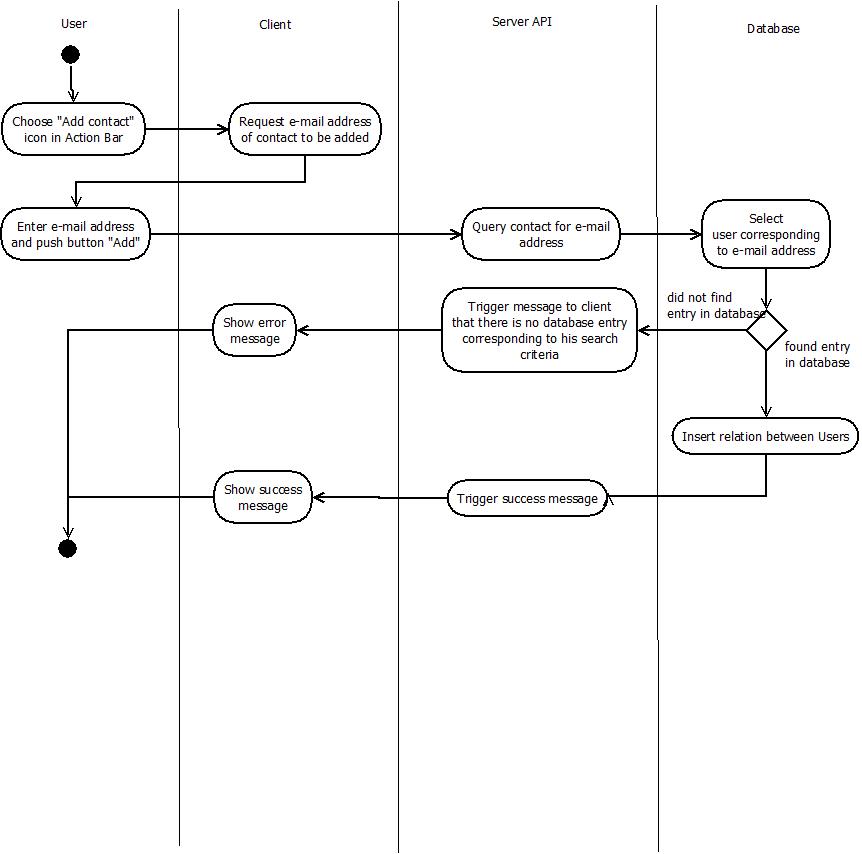 User
Client
Server API
Database
Choose "Add contact"
icon in Action Bar
Request e-mail address
of contact to be added
Enter e-mail address
and push button "Add"
Query contact for e-mail
address
Select
user corresponding
to e-mail address
did not find
entry in database
found entry
in database
Trigger message to client
that there is no database entry
corresponding to his search
criteria
Show error
message
Insert relation between Users
Trigger success message
Show success
message